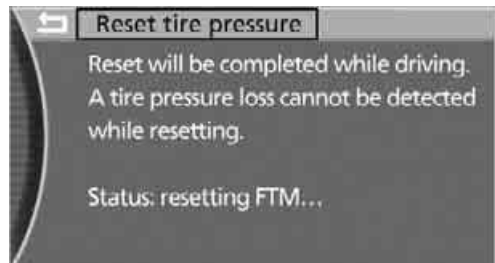 Reset tire pressure
Reset will be completed while driving.
A tire pressure loss cannot be detected
while resetting.
Status: resetting FTM...